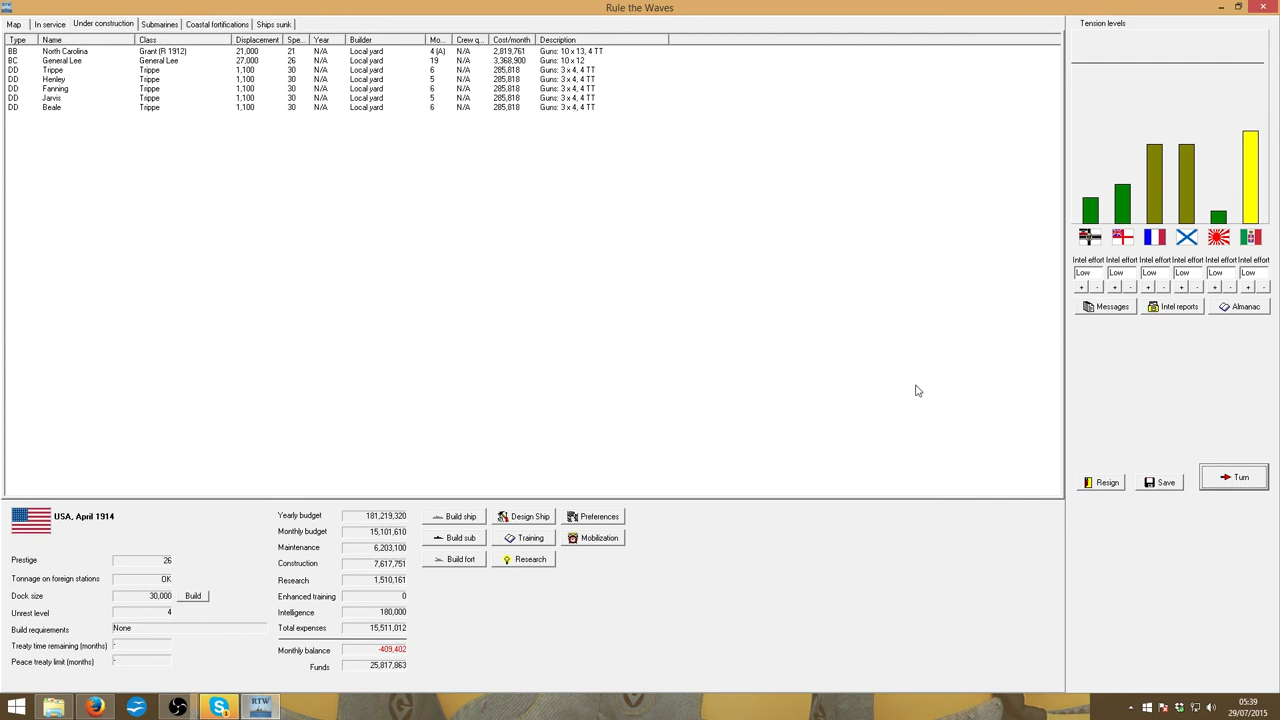 Rule the Waves
Map In service Under construction Submarines Coastal fortifications Ships sunk
Type Name Class Displacement Spe... Year Builder Mo... Crew q... Cost/month Description
BB North Carolina Grant (R 1912) 21,000 21 N/A Local yard 4 (A) N/A 2,819,761 Guns: 10 x 13, 4 TT
BC General Lee General Lee 27,000 26 N/A Local yard 19 N/A 3,368,900 Guns: 10 x 12
DD Trippe Trippe 1,100 30 N/A Local yard 6 N/A 285,818 Guns: 3 x 4, 4 TT
DD Henley Trippe 1,100 30 N/A Local yard 5 N/A 285,818 Guns: 3 x 4, 4 TT
DD Fanning Trippe 1,100 30 N/A Local yard 6 N/A 285,818 Guns: 3 x 4, 4 TT
DD Jarvis Trippe 1,100 30 N/A Local yard 5 N/A 285,818 Guns: 3 x 4, 4 TT
DD Beale Trippe 1,100 30 N/A Local yard 6 N/A 285,818 Guns: 3 x 4, 4 TT
Tension levels
Intel effort Intel effort Intel effort Intel effort Intel effort Intel effort
Low Low Low Low Low Low
+ - + - + - + - + - + -
Messages Intel reports Almanac
Resign Save Turn
USA, April 1914
Prestige 26
Tonnage on foreign stations OK
Dock size 30,000 Build
Unrest level 4
Build requirements None
Treaty time remaining (months) -
Peace treaty limit (months) -
Yearly budget 181,219,320
Monthly budget 15,101,610
Maintenance 6,203,100
Construction 7,617,751
Research 1,510,161
Enhanced training 0
Intelligence 180,000
Total expenses 15,511,012
Monthly balance -409,402
Funds 25,817,863
Build ship Design Ship Preferences
Build sub Training Mobilization
Build fort Research
RTW
05:39
29/07/2015